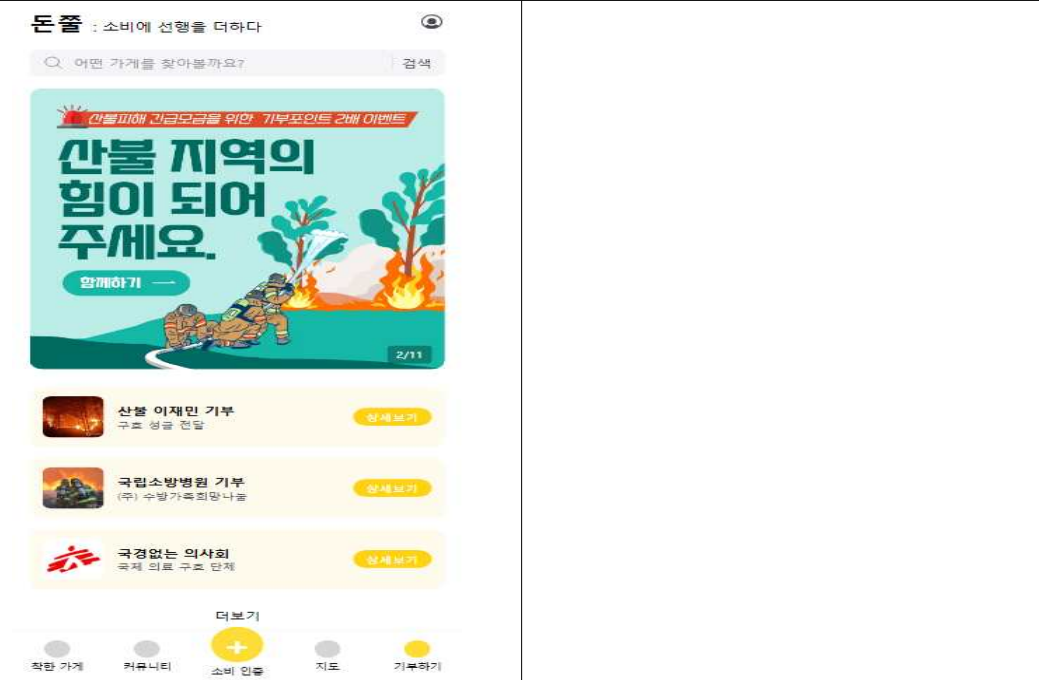 돈쭐 : 소비에 선행을 더하다
어떤 가게를 찾아볼까요? 검색
산불피해 긴급모금을 위한 기부포인트 2배 이벤트
산불 지역의
힘이 되어
주세요.
함께하기
2/11
산불 이재민 기부
구호 성금 전달
상세보기
국립소방병원 기부
(주) 수방가족희망나눔
상세보기
국경없는 의사회
국제 의료 구호 단체
상세보기
더보기
착한 가게 커뮤니티 소비 인증 지도 기부하기